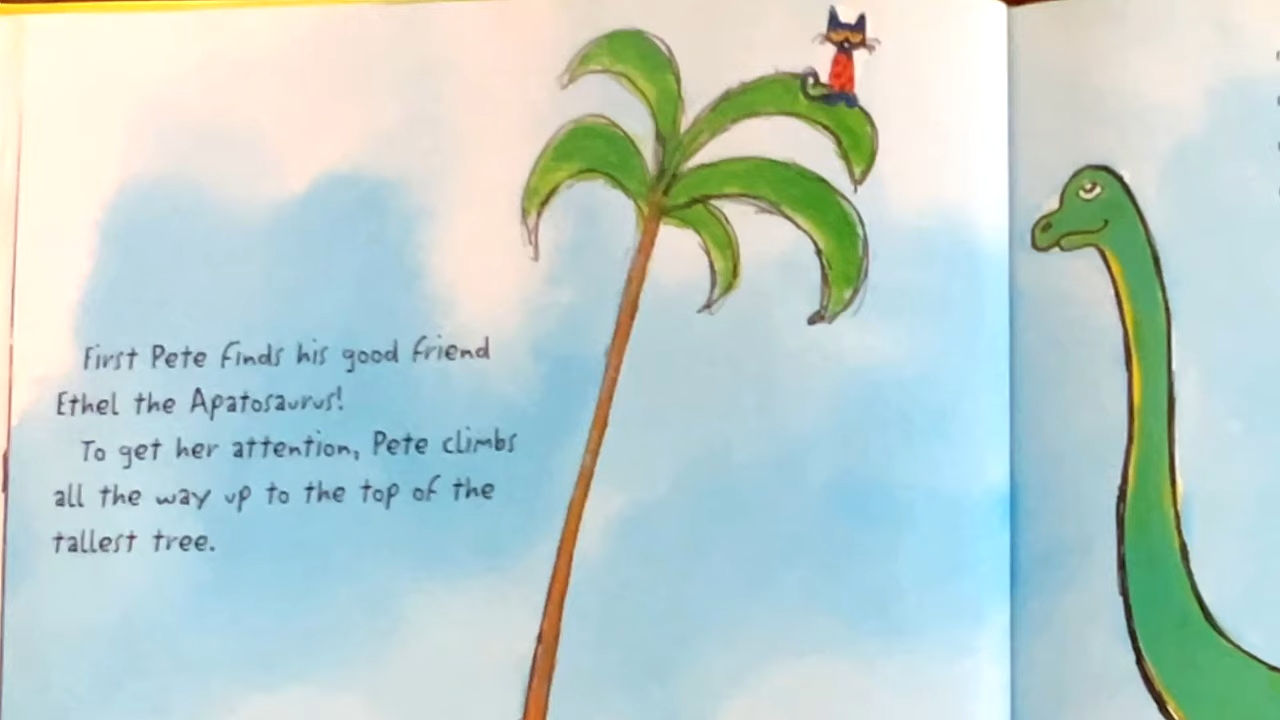 First Pete finds his good friend
Ethel the Apatosaurus!
To get her attention, Pete climbs
all the way up to the top of the
tallest tree.